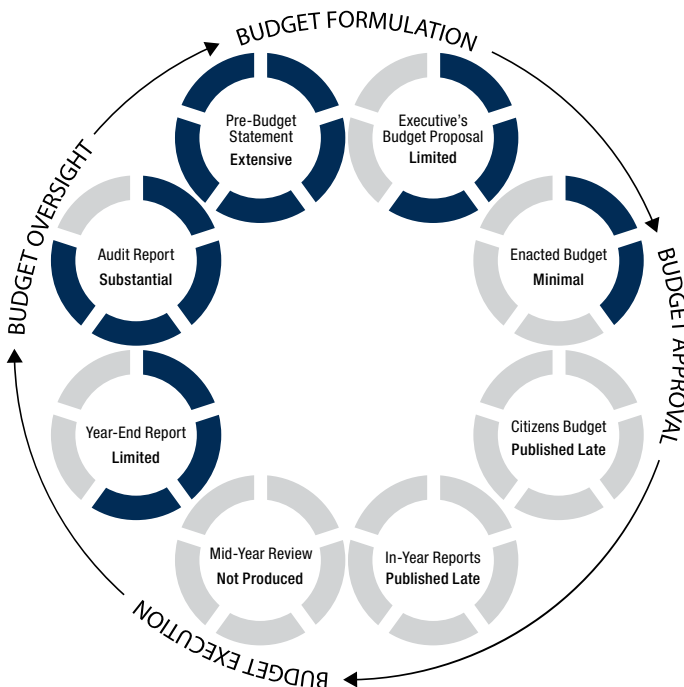 BUDGET FORMULATION
Pre-Budget
Statement
Extensive
Executive’s
Budget Proposal
Limited
Enacted Budget
Minimal
BUDGET APPROVAL
Citizens Budget
Published Late
In-Year Reports
Published Late
Mid-Year Review
Not Produced
BUDGET EXECUTION
Year-End Report
Limited
Audit Report
Substantial
BUDGET OVERSIGHT